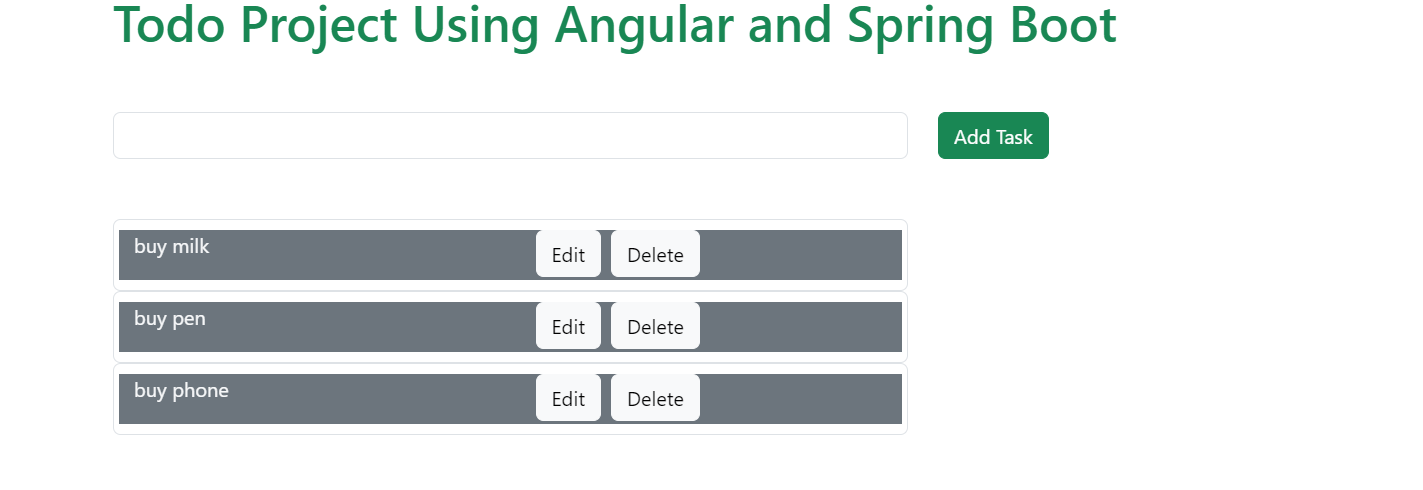 Todo Project Using Angular and Spring Boot
Add Task
buy milk Edit Delete
buy pen Edit Delete
buy phone Edit Delete